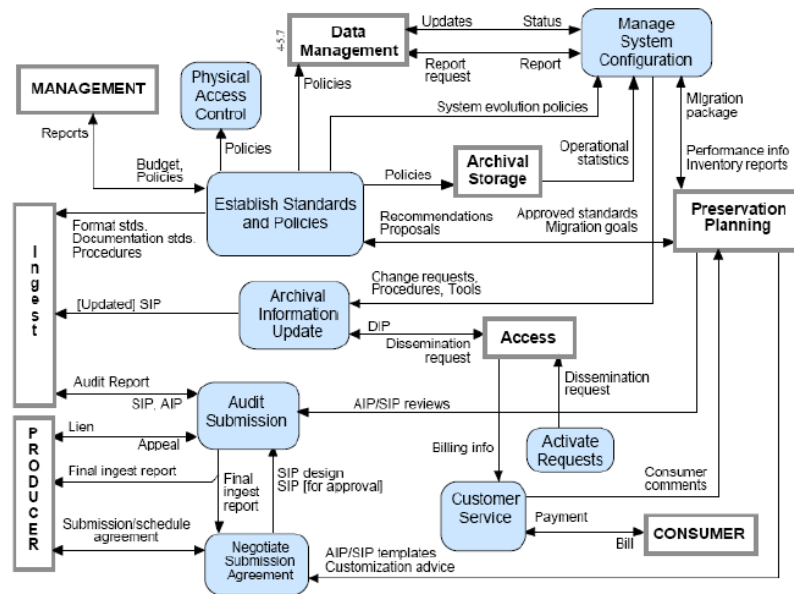 4-5.7
Data
Management
Updates
Status
Report
request
Report
Manage
System
Configuration
MANAGEMENT
Physical
Access
Control
Policies
System evolution policies
Migration
package
Reports
Policies
Budget,
Policies
Operational
statistics
Performance info
Inventory reports
Establish Standards
and Policies
Policies
Archival
Storage
Preservation
Planning
Ingest
Format stds.
Documentation stds.
Procedures
Recommendations
Proposals
Approved standards
Migration goals
[Updated] SIP
Archival
Information
Update
Change requests,
Procedures, Tools
DIP
Dissemination
request
Access
Dissemination
request
Audit Report
SIP, AIP
Audit
Submission
AIP/SIP reviews
Activate
Requests
PRODUCER
Lien
Appeal
Final ingest report
Final
ingest
report
SIP design
SIP [for approval]
Billing info
Customer
Service
Consumer
comments
Submission/schedule
agreement
Negotiate
Submission
Agreement
AIP/SIP templates
Customization advice
Payment
Bill
CONSUMER